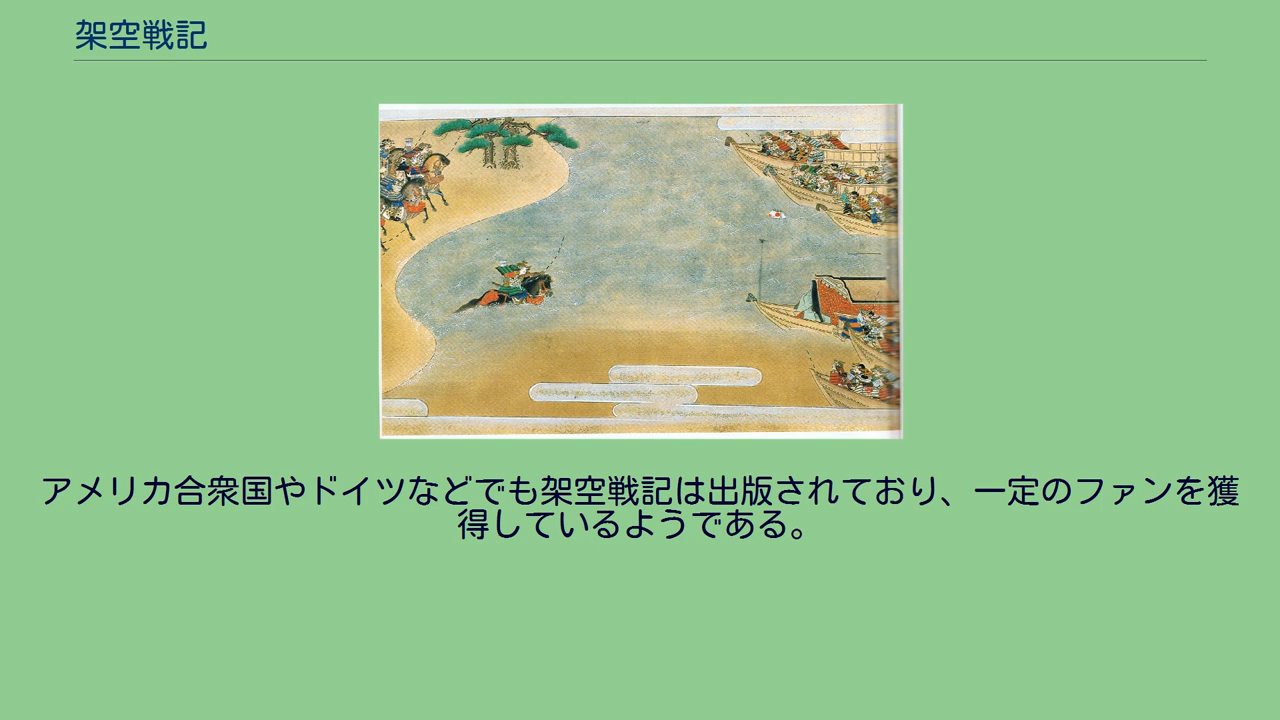 架空戦記
アメリカ合衆国やドイツなどでも架空戦記は出版されており、一定のファンを獲
得しているようである。